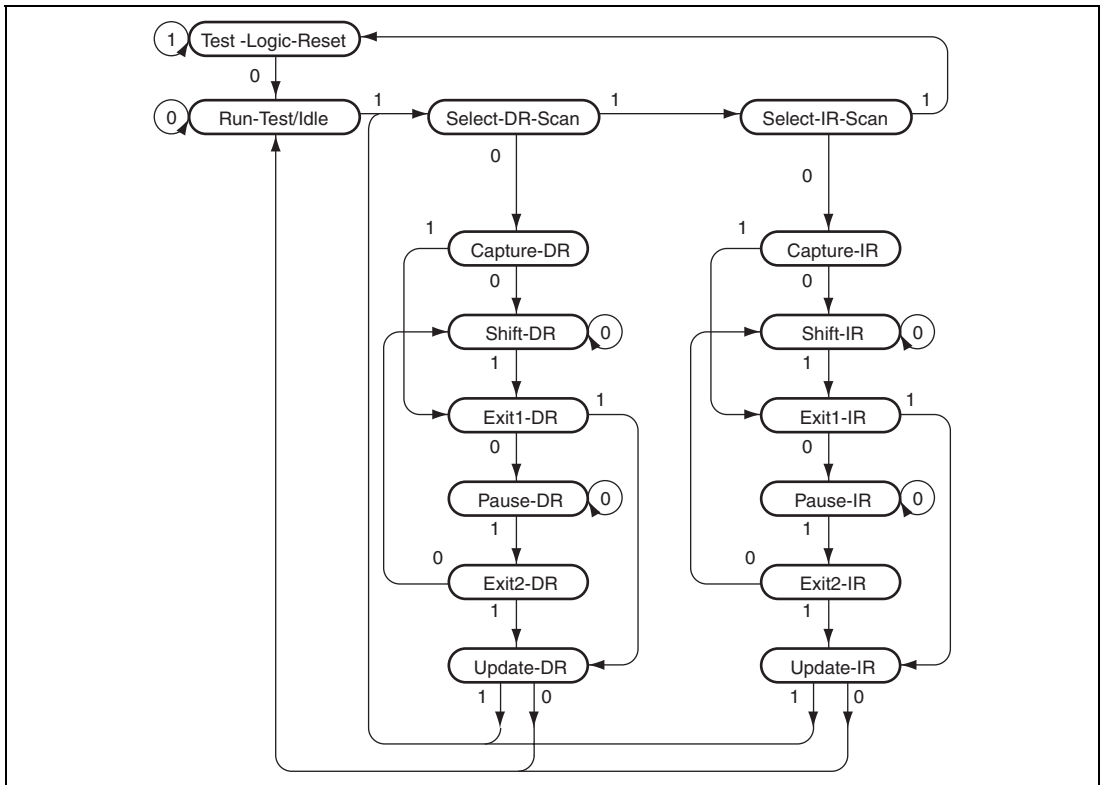 1 Test -Logic-Reset
0
0 Run-Test/Idle 1 Select-DR-Scan 1 Select-IR-Scan 1
0 0
1 Capture-DR 1 Capture-IR
0 0
Shift-DR 0 Shift-IR 0
1 1
Exit1-DR 1 Exit1-IR 1
0 0
Pause-DR 0 Pause-IR 0
1 1
0 Exit2-DR 0 Exit2-IR
1 1
Update-DR Update-IR
1 0 1 0